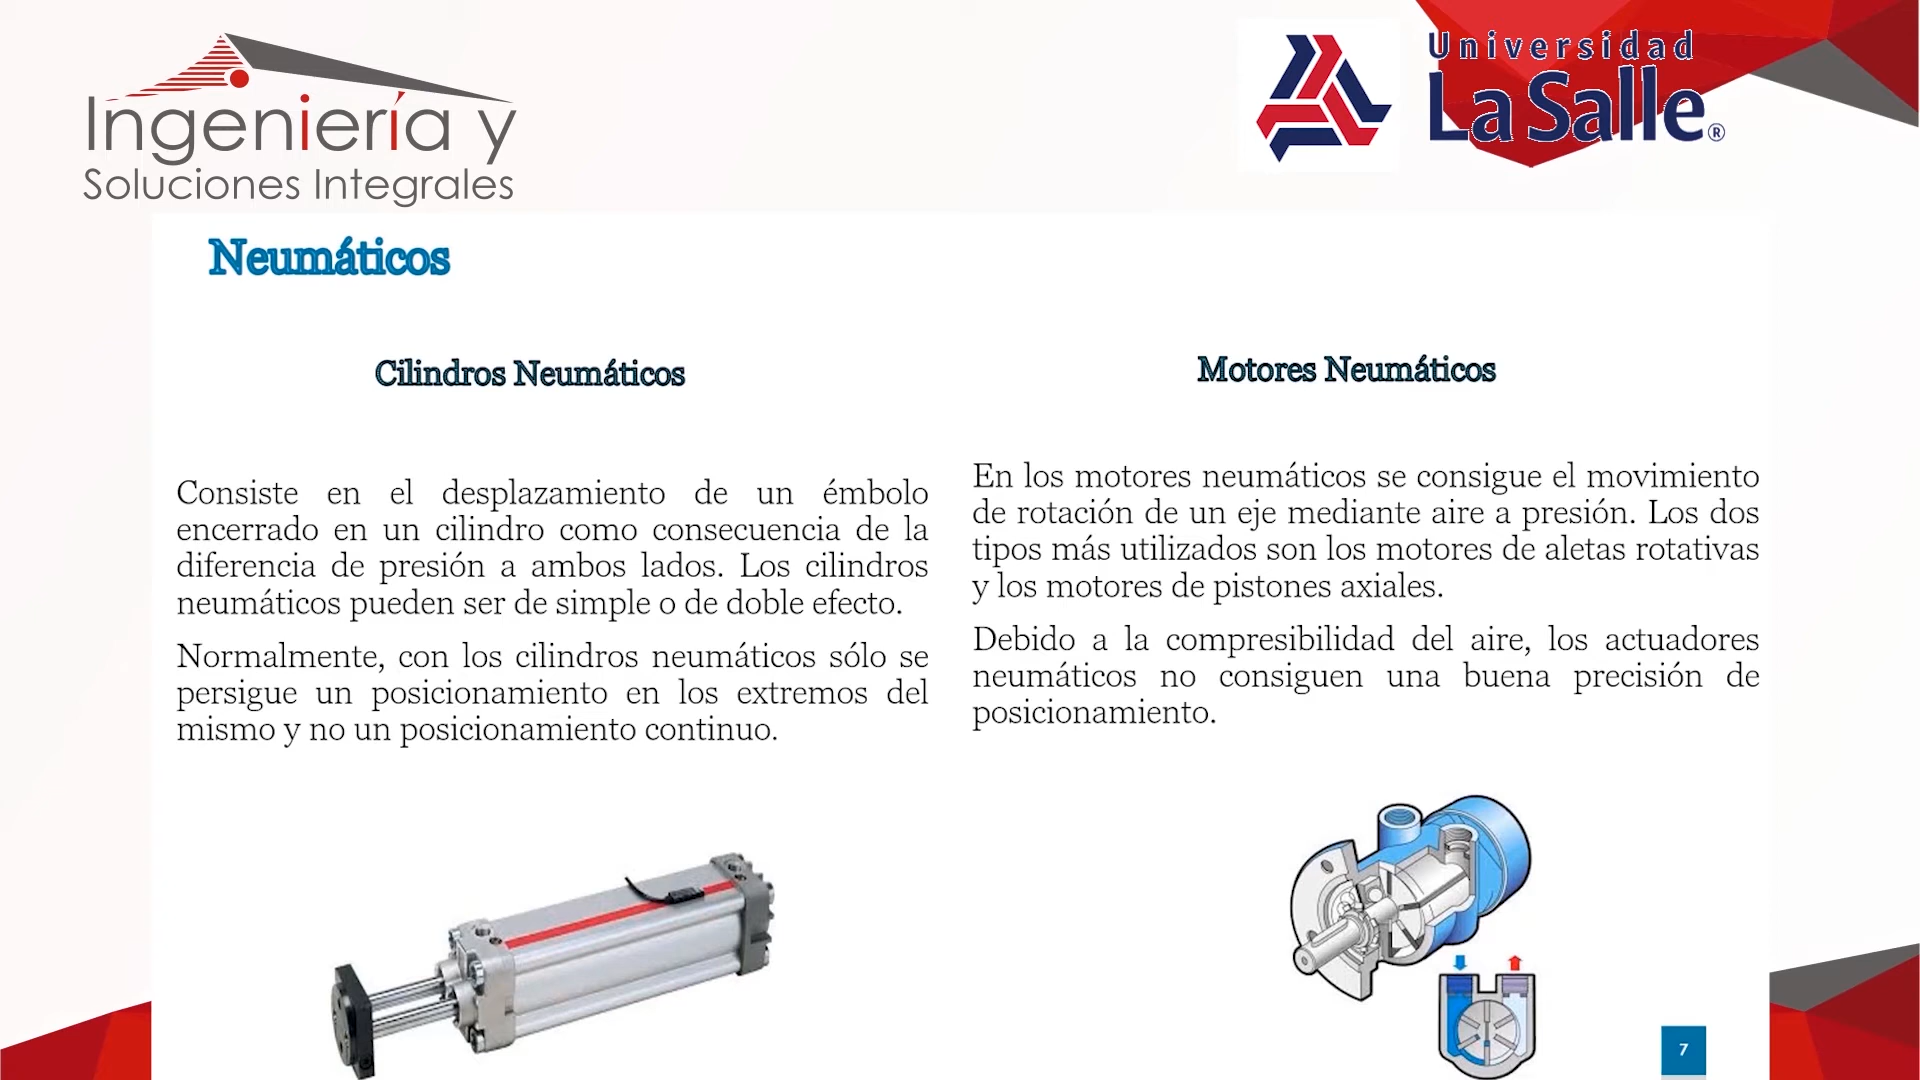 Ingeniería y
Soluciones Integrales
Universidad
LaSalle®
Neumáticos
Cilindros Neumáticos
Consiste en el desplazamiento de un émbolo
encerrado en un cilindro como consecuencia de la
diferencia de presión a ambos lados. Los cilindros
neumáticos pueden ser de simple o de doble efecto.
Normalmente, con los cilindros neumáticos sólo se
persigue un posicionamiento en los extremos del
mismo y no un posicionamiento continuo.
Motores Neumáticos
En los motores neumáticos se consigue el movimiento
de rotación de un eje mediante aire a presión. Los dos
tipos más utilizados son los motores de aletas rotativas
y los motores de pistones axiales.
Debido a la compresibilidad del aire, los actuadores
neumáticos no consiguen una buena precisión de
posicionamiento.
7